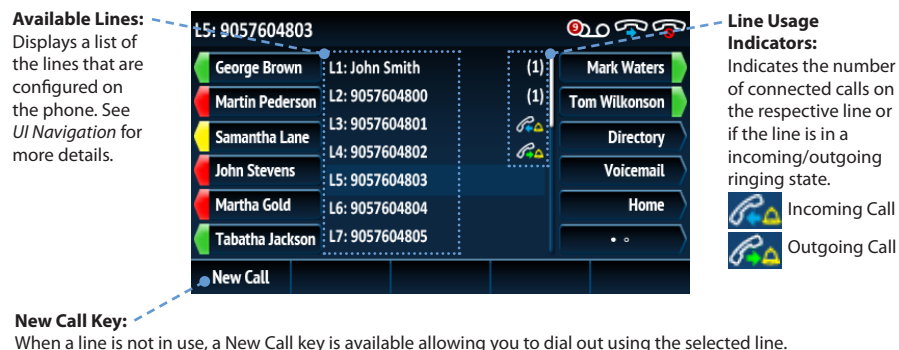 Available Lines:
Displays a list of
the lines that are
configured on
the phone. See
UI Navigation for
more details.
L5: 9057604803
9
George Brown
Martin Pederson
Samantha Lane
John Stevens
Martha Gold
Tabatha Jackson
L1: John Smith (1)
L2: 9057604800 (1)
L3: 9057604801
L4: 9057604802
L5: 9057604803
L6: 9057604804
L7: 9057604805
Mark Waters
Tom Wilkonson
Directory
Voicemail
Home
New Call
Line Usage
Indicators:
Indicates the number
of connected calls on
the respective line or
if the line is in a
incoming/outgoing
ringing state.
Incoming Call
Outgoing Call
New Call Key:
When a line is not in use, a New Call key is available allowing you to dial out using the selected line.